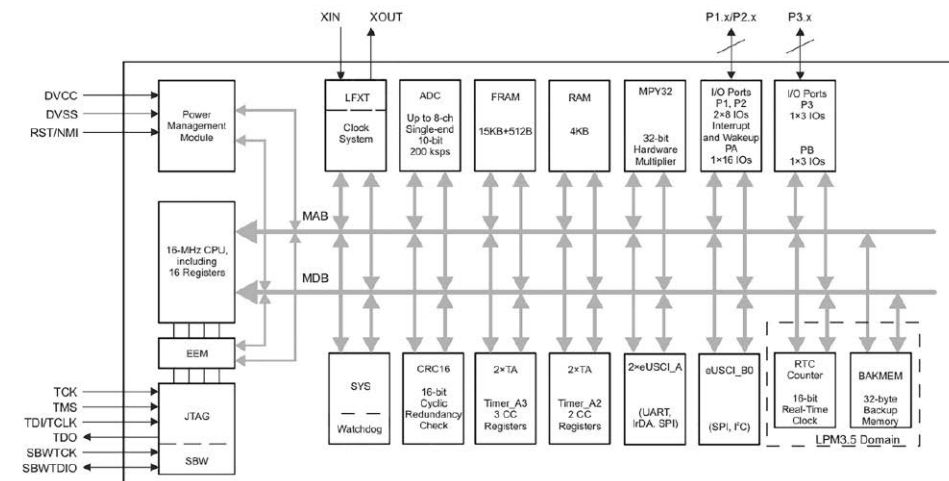 XIN
XOUT
P1.x/P2.x
P3.x
DVCC
DVSS
RST/NMI
Power
Management
Module
LFXT
Clock
System
ADC
Up to 8-ch
Single-end
10-bit
200 ksps
FRAM
15KB+512B
RAM
4KB
MPY32
32-bit
Hardware
Multiplier
I/O Ports
P1, P2
2×8 IOs
Interrupt
and Wakeup
PA
1×16 IOs
I/O Ports
P3
1×3 IOs
PB
1×3 IOs
MAB
16-MHz CPU,
including
16 Registers
MDB
EEM
TCK
TMS
TDI/TCLK
TDO
SBWTCK
SBWTDIO
JTAG
SBW
SYS
Watchdog
CRC16
16-bit
Cyclic
Redundancy
Check
2×TA
Timer_A3
3 CC
Registers
2×TA
Timer_A2
2 CC
Registers
2×eUSCI_A
(UART,
IrDA, SPI)
eUSCI_B0
(SPI, I²C)
RTC
Counter
16-bit
Real-Time
Clock
BAKMEM
32-byte
Backup
Memory
LPM3.5 Domain